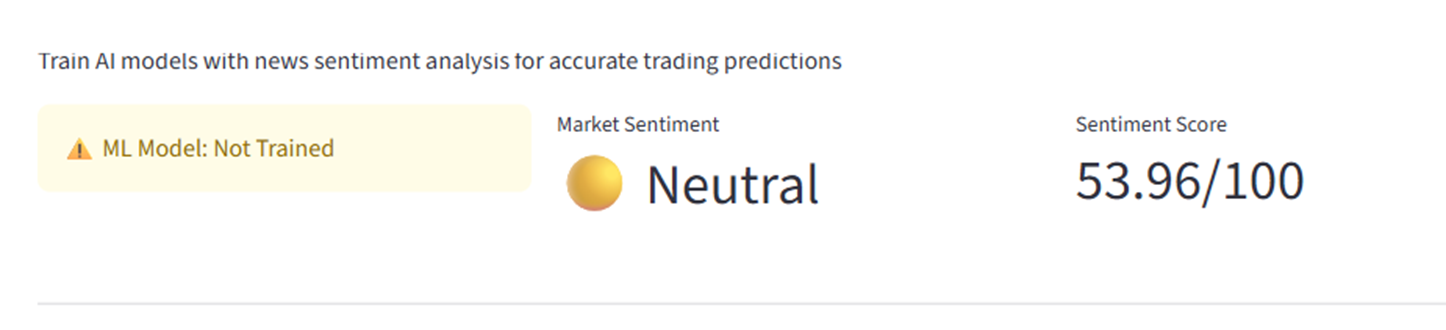 Train AI models with news sentiment analysis for accurate trading predictions
ML Model: Not Trained
Market Sentiment
Neutral
Sentiment Score
53.96/100